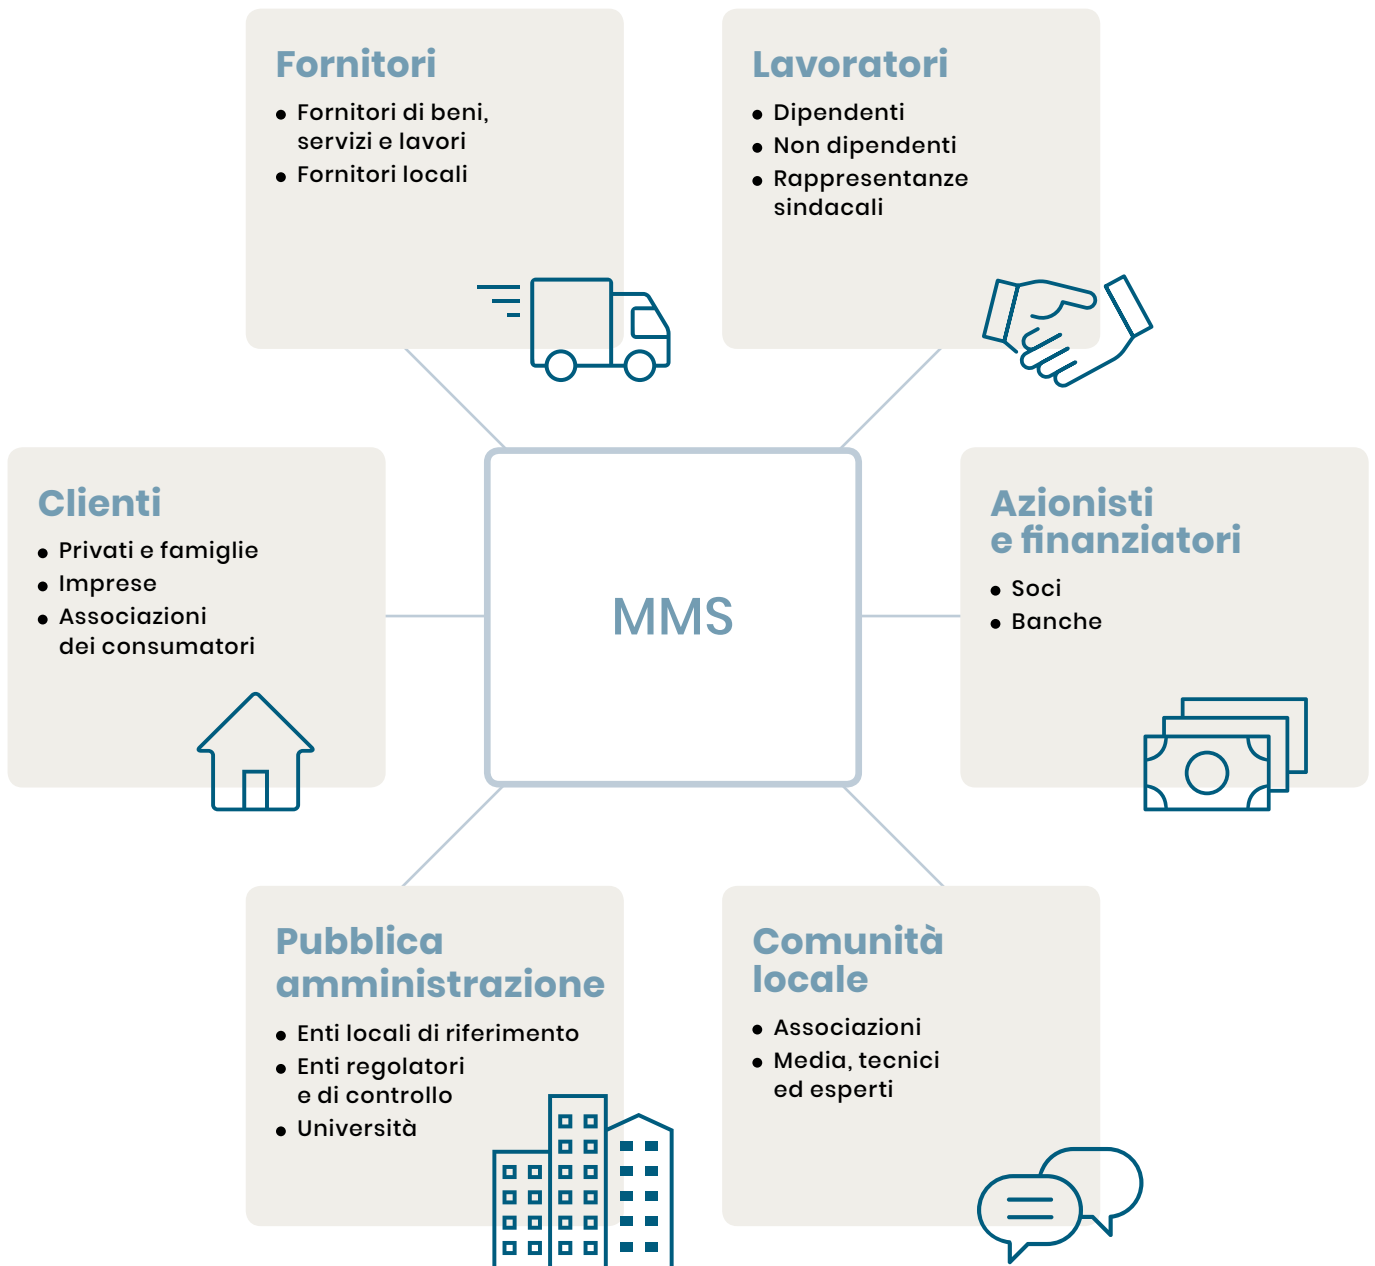 Fornitori
• Fornitori di beni,
servizi e lavori
• Fornitori locali
Lavoratori
• Dipendenti
• Non dipendenti
• Rappresentanze
sindacali
Clienti
• Privati e famiglie
• Imprese
• Associazioni
dei consumatori
MMS
Azionisti
e finanziatori
• Soci
• Banche
Pubblica
amministrazione
• Enti locali di riferimento
• Enti regolatori
e di controllo
• Università
Comunità
locale
• Associazioni
• Media, tecnici
ed esperti